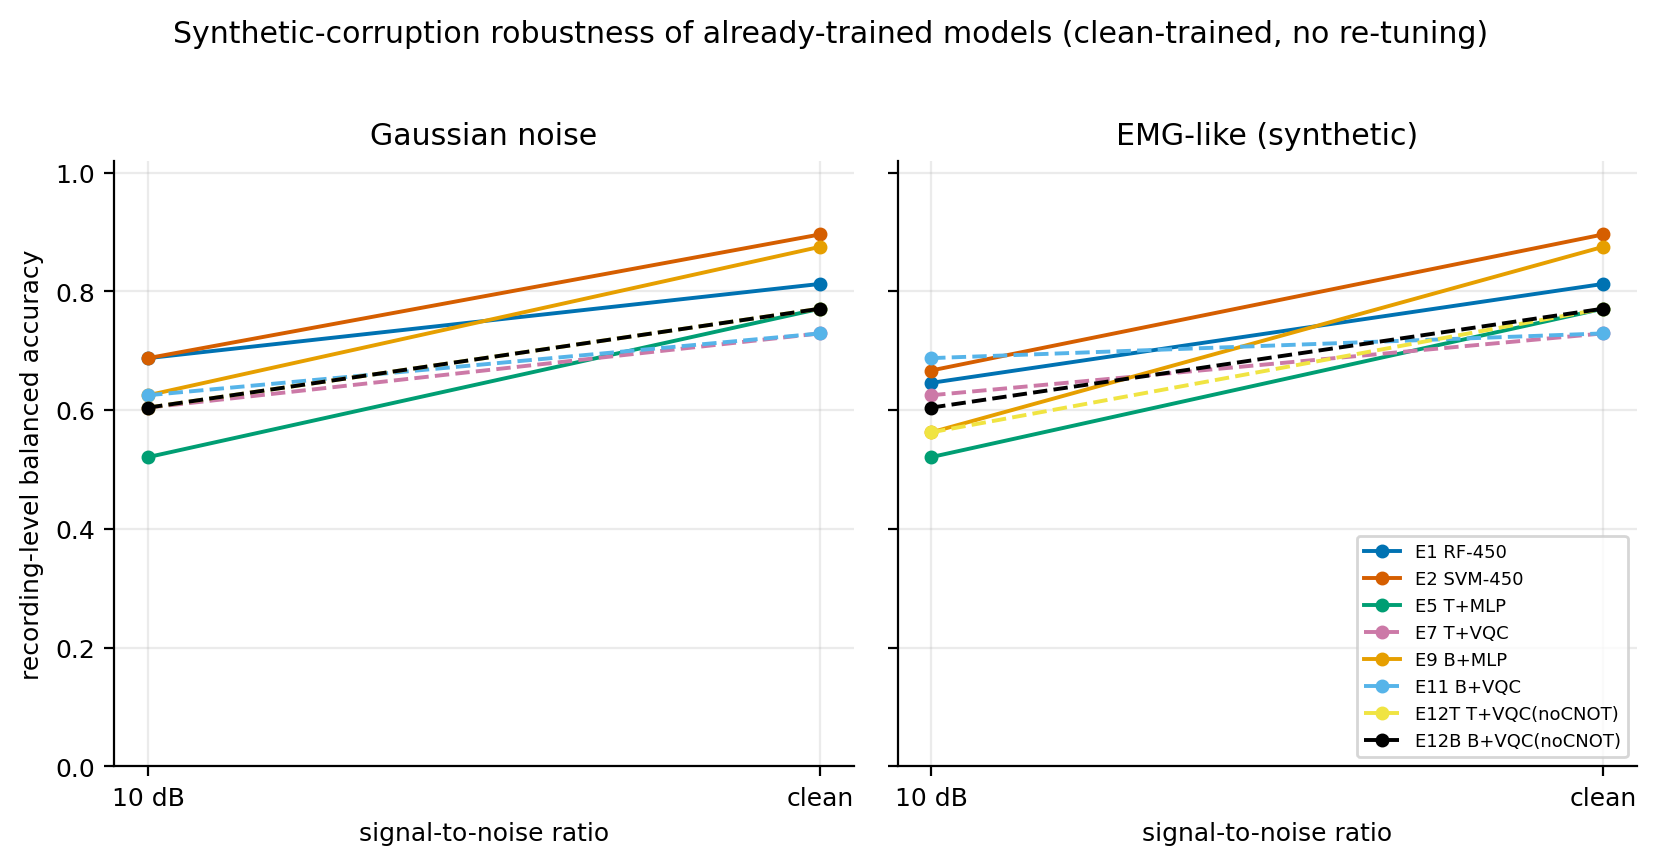 Synthetic-corruption robustness of already-trained models (clean-trained, no re-tuning)
Gaussian noise
EMG-like (synthetic)
recording-level balanced accuracy
1.0
0.8
0.6
0.4
0.2
0.0
10 dB
clean
10 dB
clean
signal-to-noise ratio
signal-to-noise ratio
E1 RF-450
E2 SVM-450
E5 T+MLP
E7 T+VQC
E9 B+MLP
E11 B+VQC
E12T T+VQC(noCNOT)
E12B B+VQC(noCNOT)